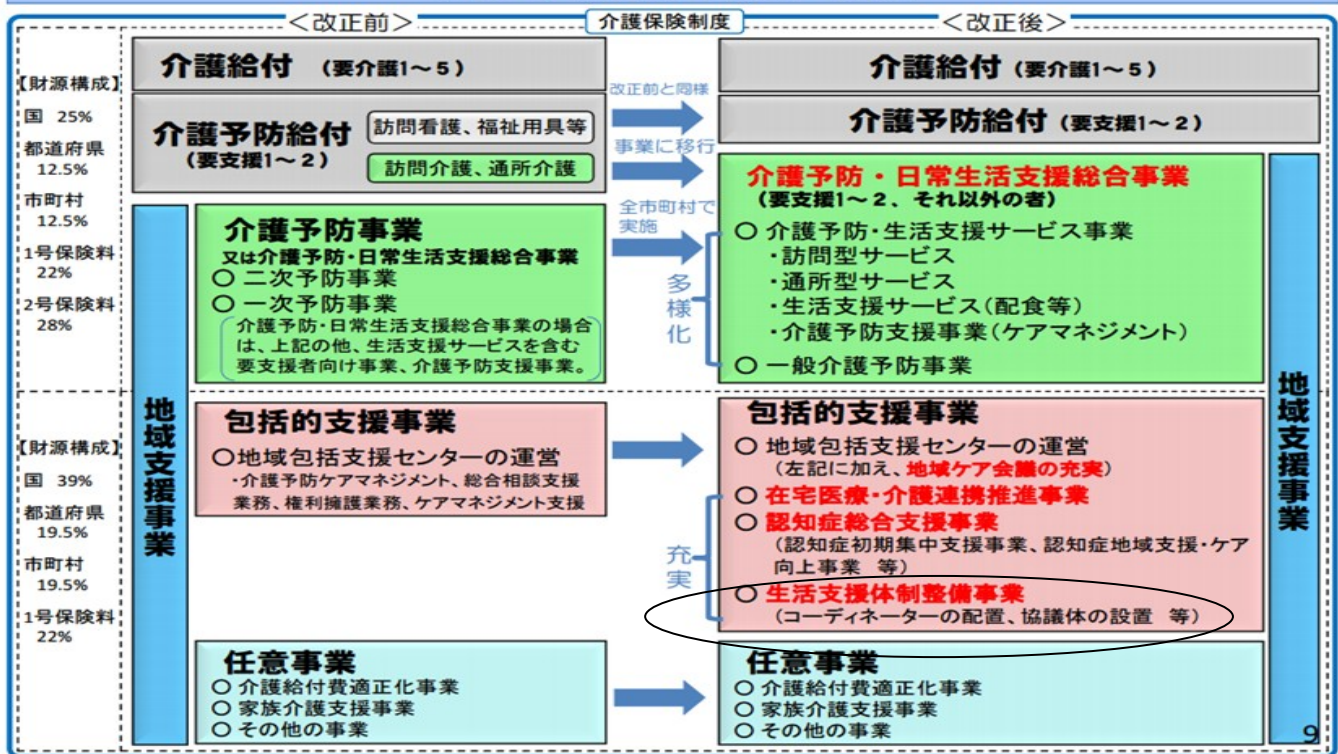 ＜改正前＞
介護保険制度
＜改正後＞
【財源構成】
国 25%
都道府県
12.5%
市町村
12.5%
1号保険料
22%
2号保険料
28%
介護給付 （要介護1～5）
介護予防給付
（要支援1～2）
訪問看護、福祉用具等
訪問介護、通所介護
改正前と同様
事業に移行
全市町村で
実施
多様化
介護給付（要介護1～5）
介護予防給付（要支援1～2）
介護予防事業
又は介護予防・日常生活支援総合事業
○ 二次予防事業
○ 一次予防事業
介護予防・日常生活支援総合事業の場合
は、上記の他、生活支援サービスを含む
要支援者向け事業、介護予防支援事業。
介護予防・日常生活支援総合事業
（要支援1～2、それ以外の者）
○ 介護予防・生活支援サービス事業
・訪問型サービス
・通所型サービス
・生活支援サービス（配食等）
・介護予防支援事業（ケアマネジメント）
○ 一般介護予防事業
地域支援事業
地域支援事業
【財源構成】
国 39%
都道府県
19.5%
市町村
19.5%
1号保険料
22%
包括的支援事業
○地域包括支援センターの運営
・介護予防ケアマネジメント、総合相談支援
業務、権利擁護業務、ケアマネジメント支援
充実
包括的支援事業
○ 地域包括支援センターの運営
（左記に加え、地域ケア会議の充実）
○ 在宅医療・介護連携推進事業
○ 認知症総合支援事業
（認知症初期集中支援事業、認知症地域支援・ケア
向上事業 等）
○ 生活支援体制整備事業
（コーディネーターの配置、協議体の設置 等）
任意事業
○ 介護給付費適正化事業
○ 家族介護支援事業
○ その他の事業
任意事業
○ 介護給付費適正化事業
○ 家族介護支援事業
○ その他の事業
9